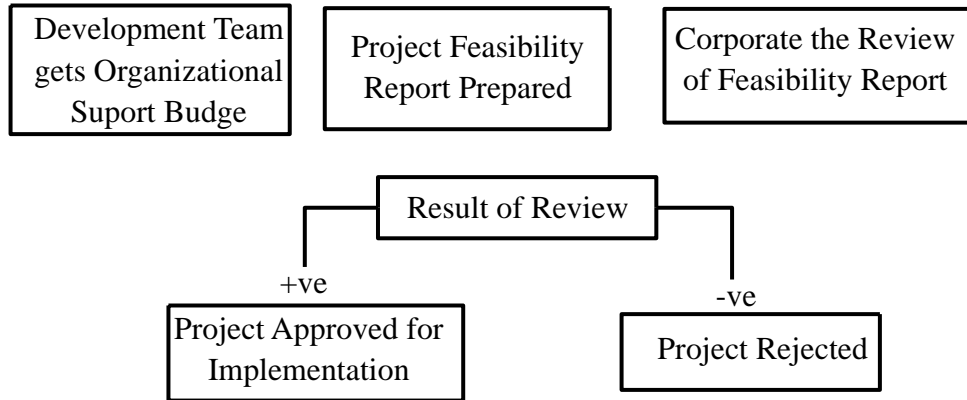 Development Team
gets Organizational
Suport Budge
Project Feasibility
Report Prepared
Corporate the Review
of Feasibility Report
Result of Review
+ve
-ve
Project Approved for
Implementation
Project Rejected